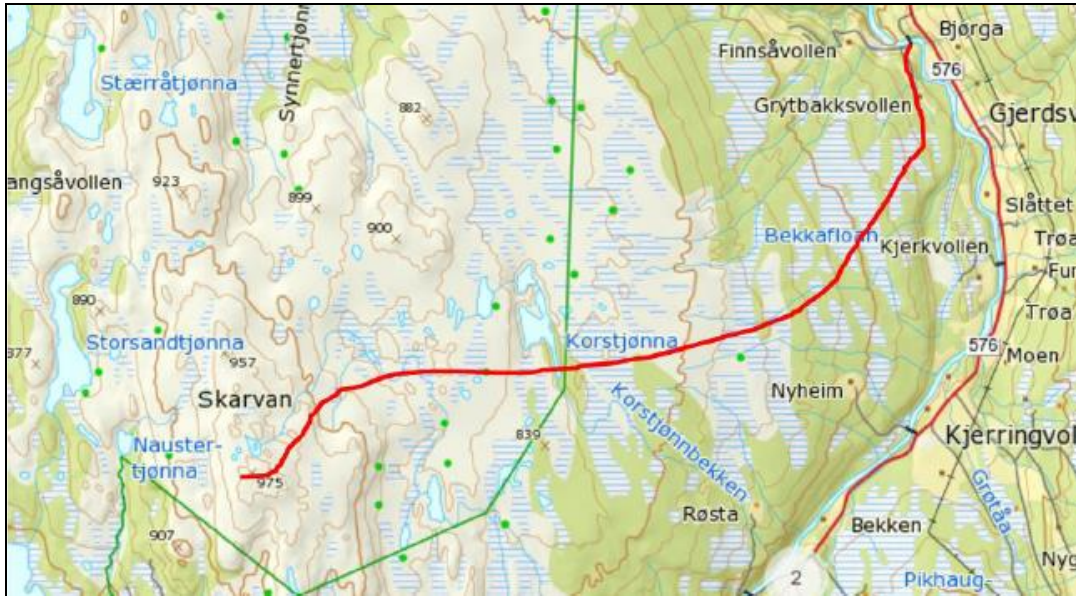 Finnsåvollen
Bjørga
576
Stærråtjønna
Synnertjønn
882
Grytbakksvollen
Gjerdsv
angsåvollen
923
899
900
Slåttet
Bekkafloan
Kjerkvollen
Trøa
Fur
890
Trøa
Storsandtjønna
877
957
Korstjønna
576
Moen
Skarvan
Nyheim
Korstjønnbekken
Nauster-
tjønna
839
Kjerringvol
975
Grøtåa
Røsta
Bekken
907
Nyg
2
Pikhaug-